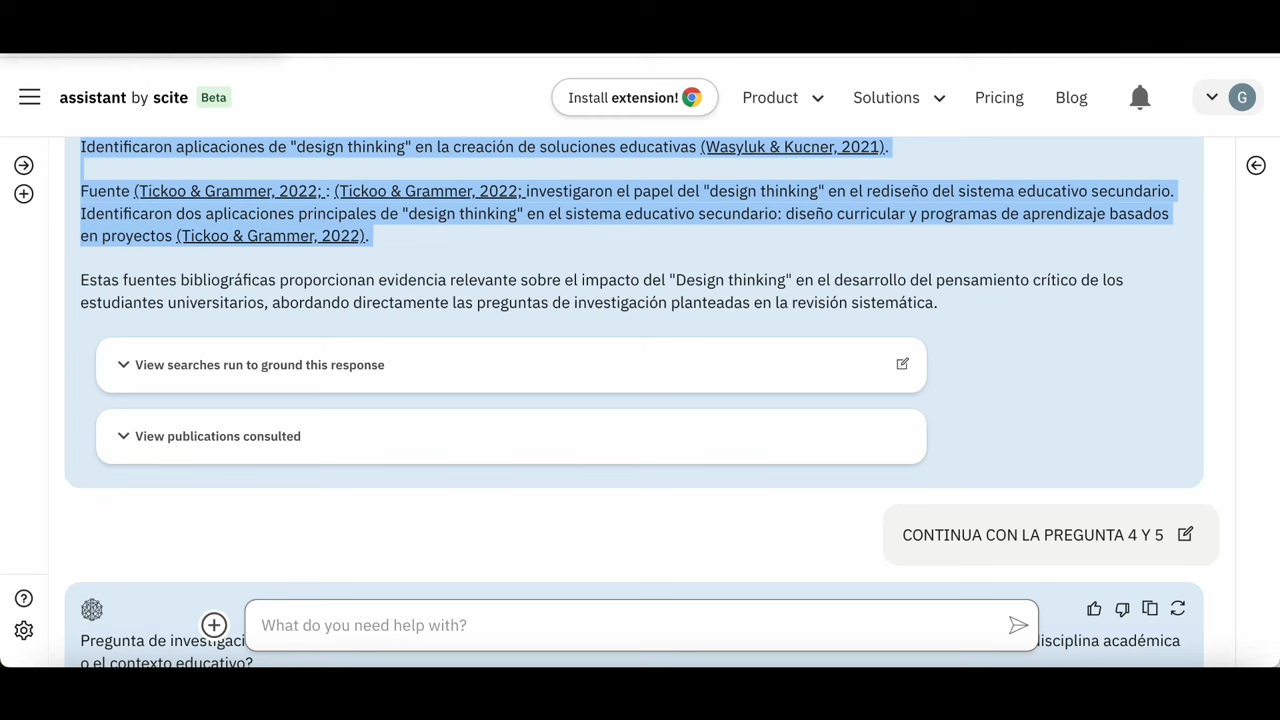 assistant by scite Beta
Install extension!
Product
Solutions
Pricing
Blog
G
Identificaron aplicaciones de "design thinking" en la creación de soluciones educativas (Wasyluk & Kucner, 2021).
Fuente (Tickoo & Grammer, 2022; : (Tickoo & Grammer, 2022; investigaron el papel del "design thinking" en el rediseño del sistema educativo secundario.
Identificaron dos aplicaciones principales de "design thinking" en el sistema educativo secundario: diseño curricular y programas de aprendizaje basados
en proyectos (Tickoo & Grammer, 2022).
Estas fuentes bibliográficas proporcionan evidencia relevante sobre el impacto del "Design thinking" en el desarrollo del pensamiento crítico de los
estudiantes universitarios, abordando directamente las preguntas de investigación planteadas en la revisión sistemática.
View searches run to ground this response
View publications consulted
CONTINUA CON LA PREGUNTA 4 Y 5
What do you need help with?
Pregunta de académica
o el contexto educativo?